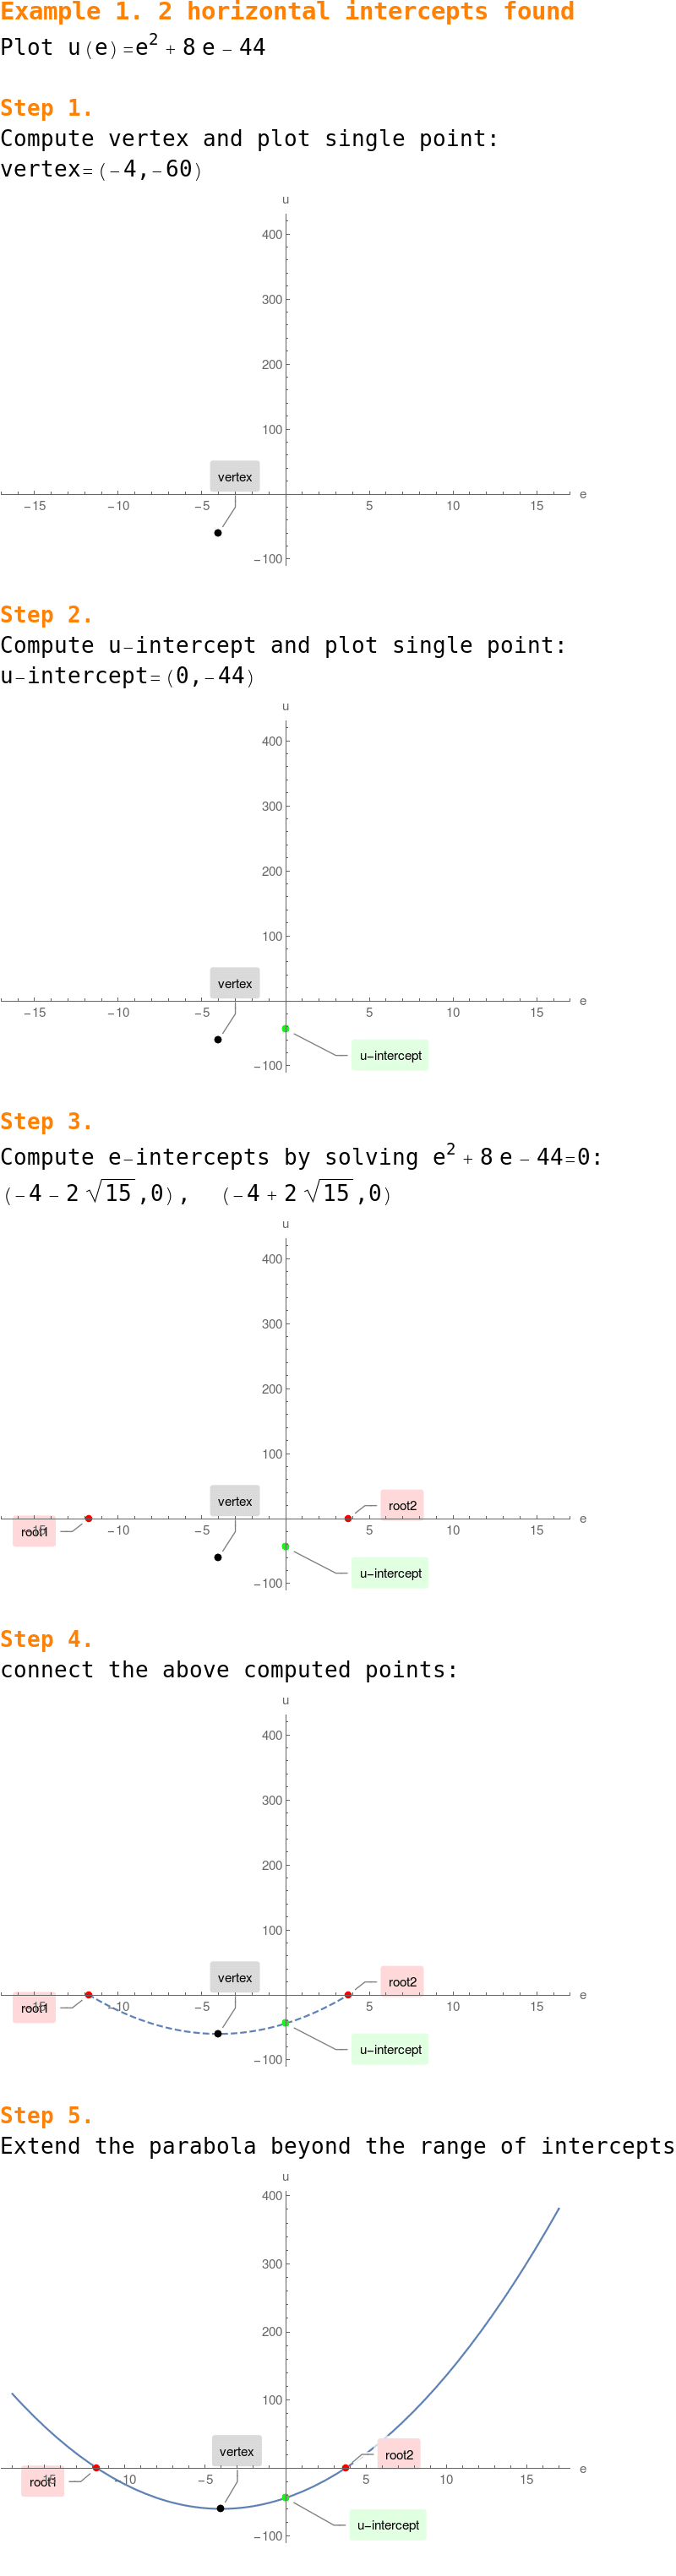 Example 1. 2 horizontal intercepts found
Plot u(e)=e² + 8 e − 44
Step 1.
Compute vertex and plot single point:
vertex=(−4,−60)
u
400
300
200
100
vertex
−15 −10 −5 5 10 15 e
−100
Step 2.
Compute u−intercept and plot single point:
u−intercept=(0,−44)
u
400
300
200
100
vertex
−15 −10 −5 5 10 15 e
u−intercept
−100
Step 3.
Compute e−intercepts by solving e² + 8 e − 44=0:
(−4 − 2 √15,0), (−4 + 2 √15,0)
u
400
300
200
100
vertex root2
e
root1 −15 −10 −5 5 10 15
u−intercept
−100
Step 4.
connect the above computed points:
u
400
300
200
100
vertex root2
e
root1 −15 −10 −5 5 10 15
u−intercept
−100
Step 5.
Extend the parabola beyond the range of intercepts
u
400
300
200
100
vertex root2
e
root1 −10 −5 5 10 15
u−intercept
−100